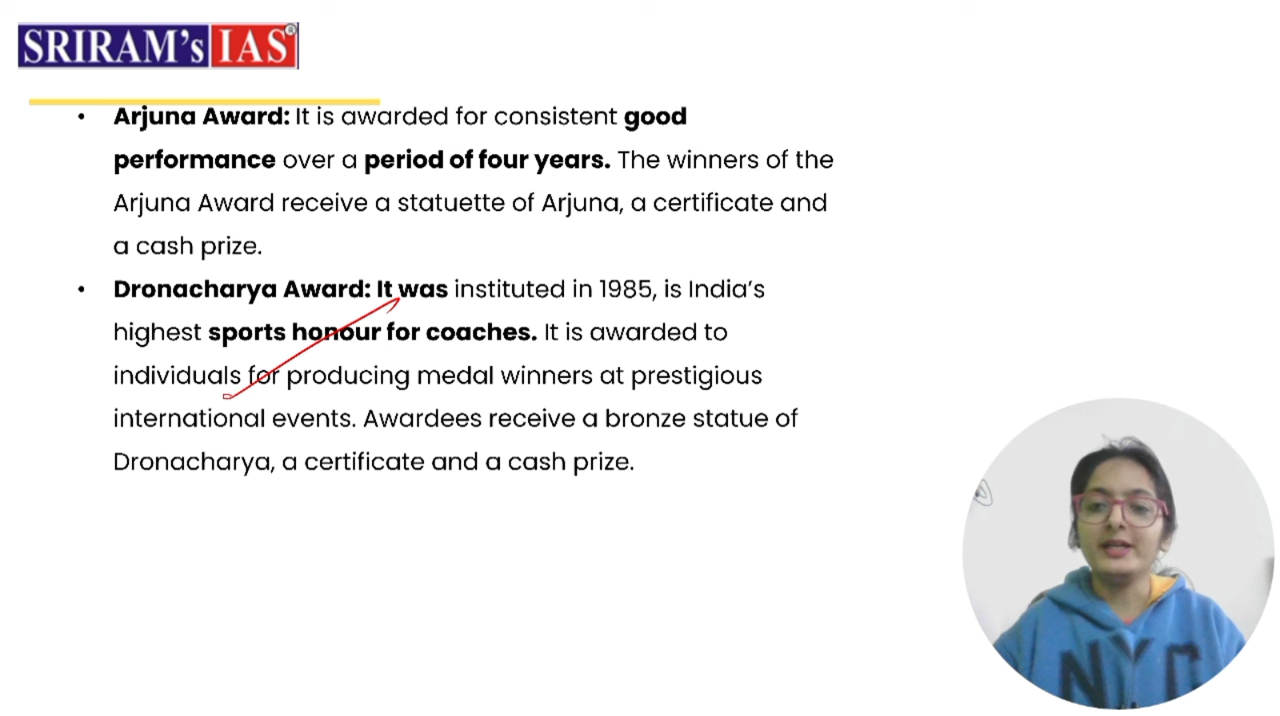 SRIRAM's IAS®
• Arjuna Award: It is awarded for consistent good
performance over a period of four years. The winners of the
Arjuna Award receive a statuette of Arjuna, a certificate and
a cash prize.
• Dronacharya Award: It was instituted in 1985, is India's
highest sports honour for coaches. It is awarded to
individuals for producing medal winners at prestigious
international events. Awardees receive a bronze statue of
Dronacharya, a certificate and a cash prize.
NYC